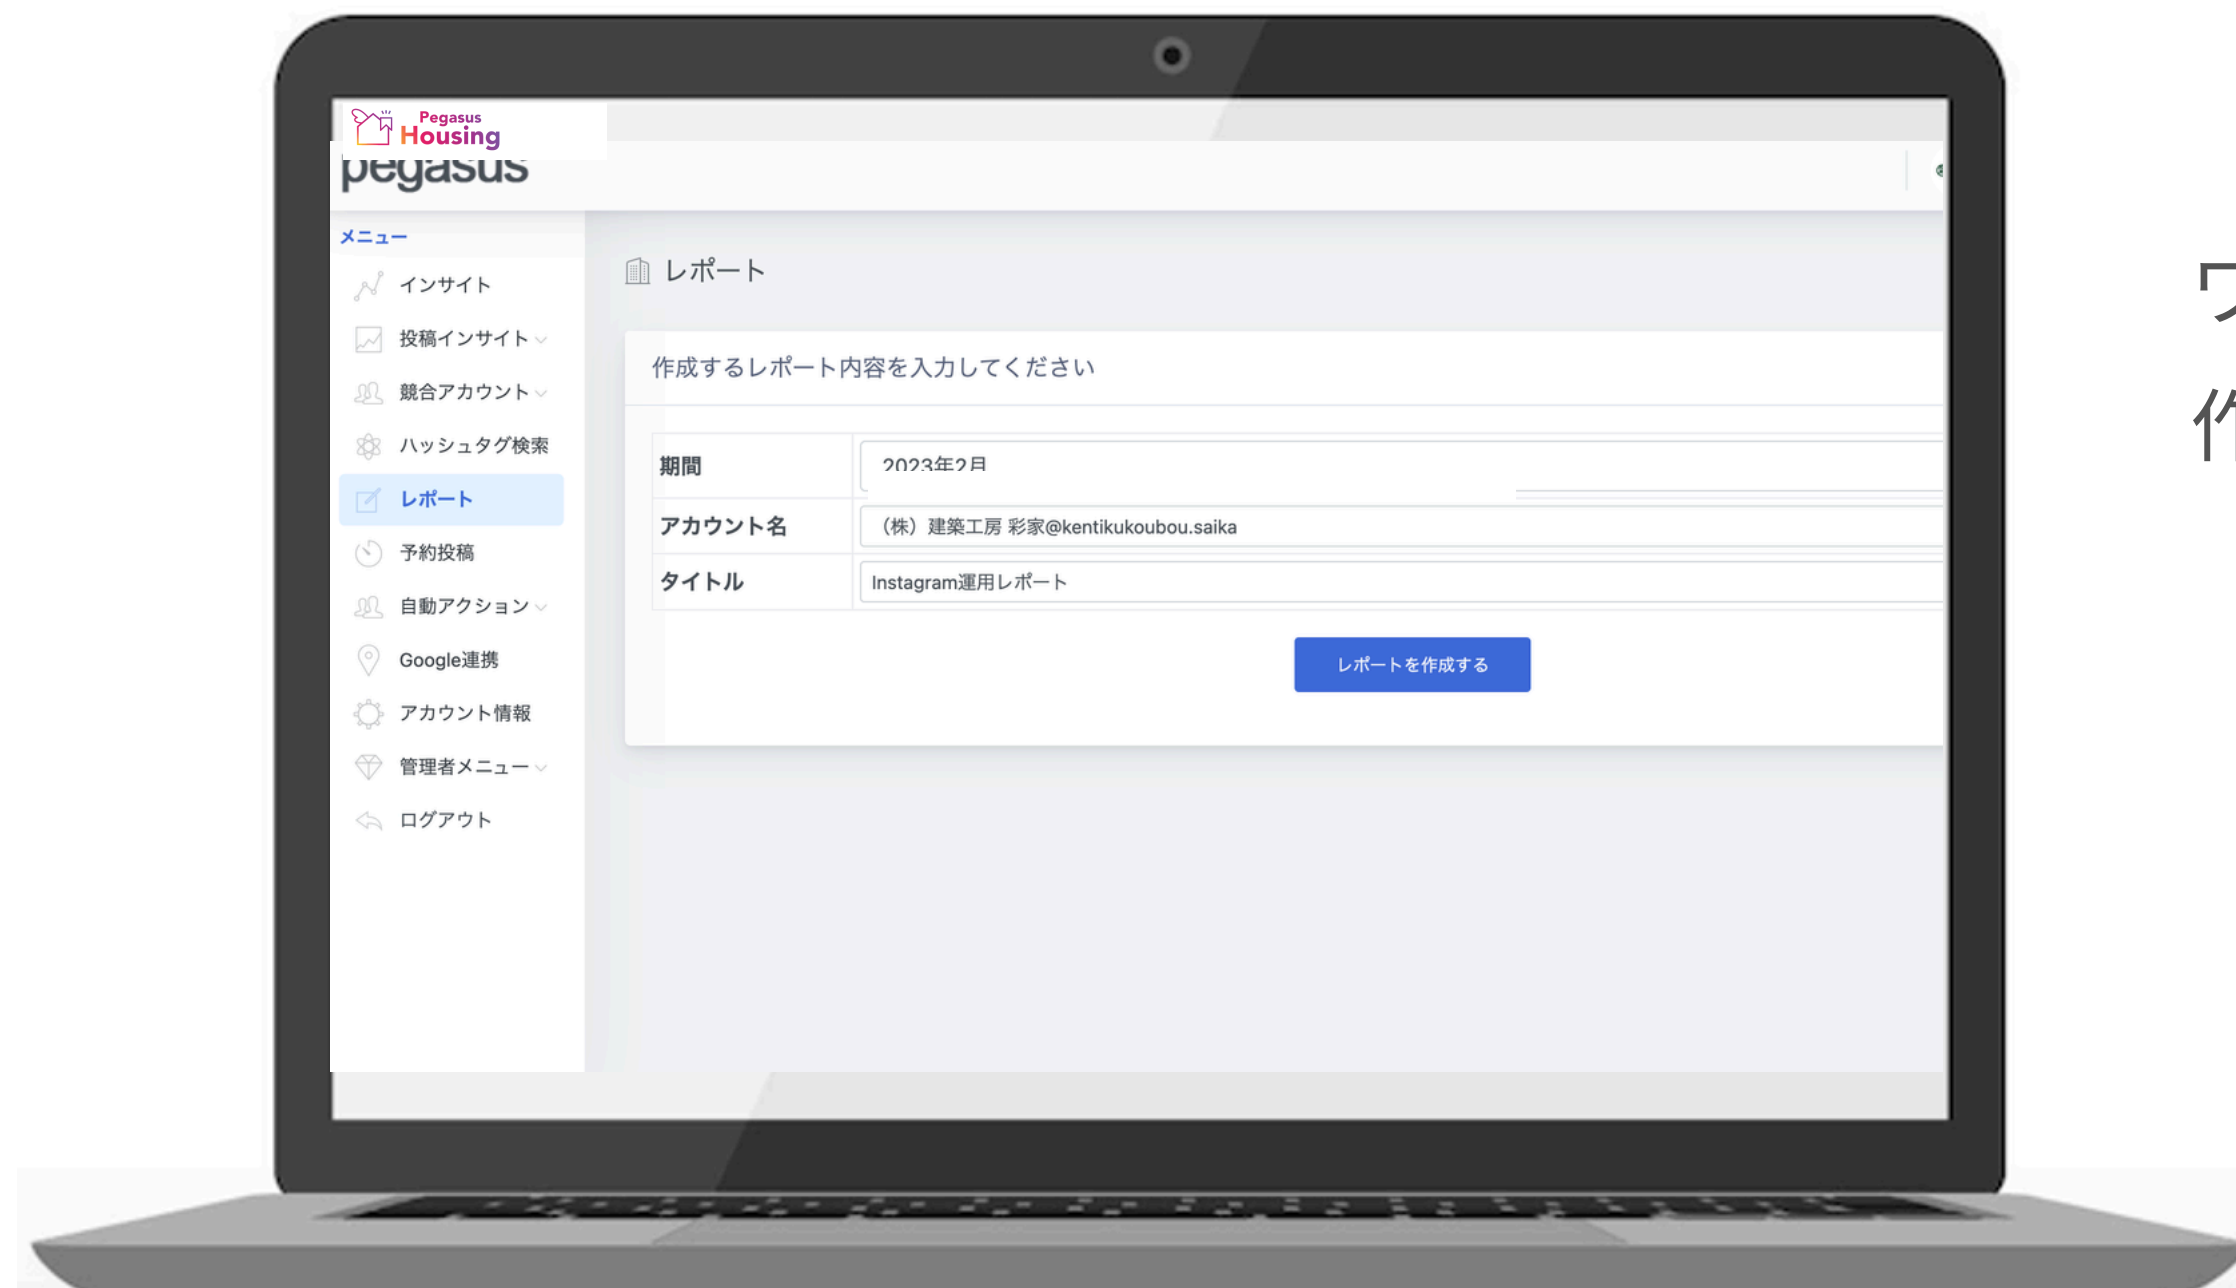 Pegasus
Housing
pegasus
メニュー
インサイト
投稿インサイト
競合アカウント
ハッシュタグ検索
レポート
予約投稿
自動アクション
Google連携
アカウント情報
管理者メニュー
ログアウト
レポート
作成するレポート内容を入力してください
期間 2023年2月
アカウント名 （株）建築工房 彩家@kentikukoubou.saika
タイトル Instagram運用レポート
レポートを作成する
ワ
作